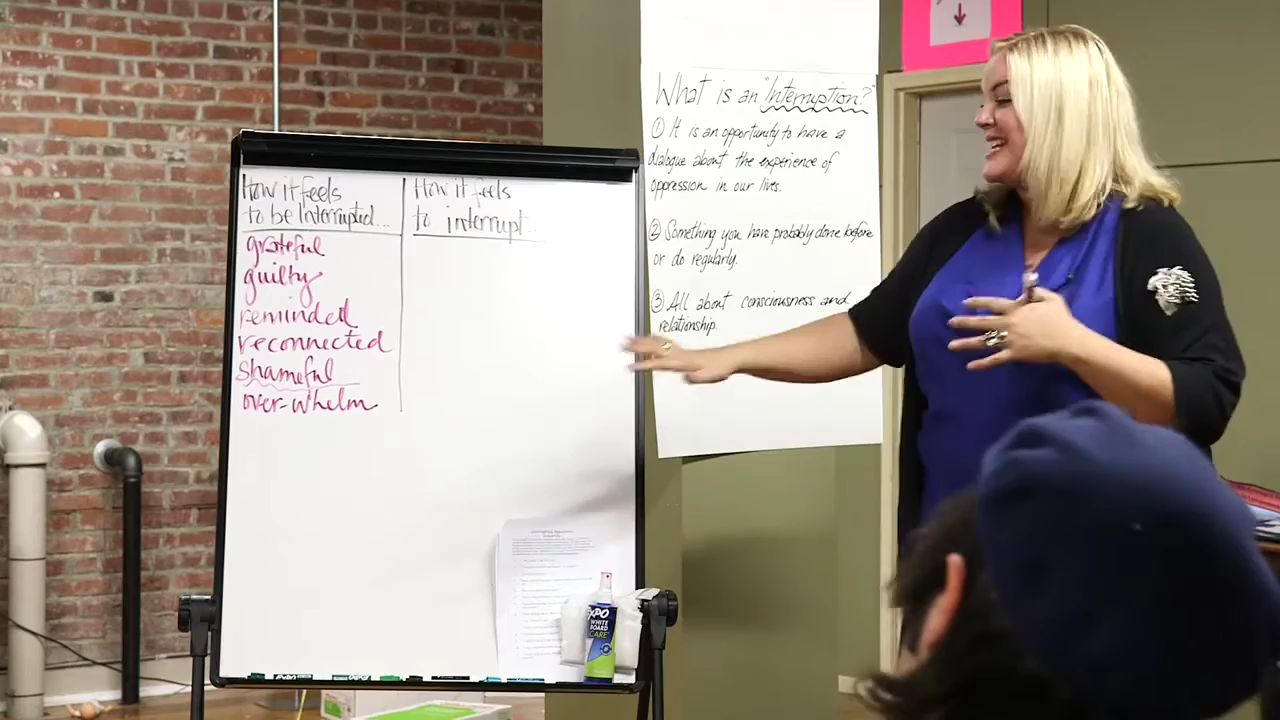 How it feels
to be Interrupted...
grateful
guilty
reminded
reconnected
shameful
over-whelm
How it feels
to interrupt...
What is an "Interruption?"
① It is an opportunity to have a
dialogue about the experience of
oppression in our lives.
② Something you have probably done before
or do regularly.
③ All about consciousness and
relationship.
EXPO
WHITE
BOARD
CARE
EXPO